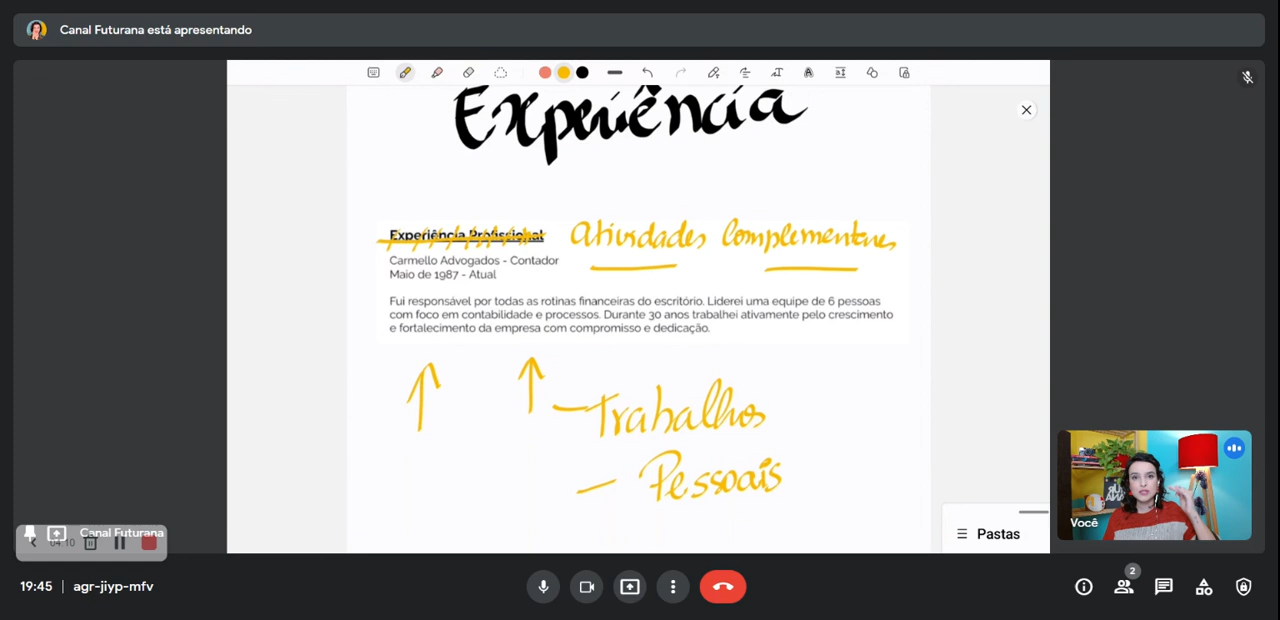 Canal Futurana está apresentando
Experiência
Experiência Profissional Atividades Complementares
Carmello Advogados - Contador
Maio de 1987 - Atual
Fui responsável por todas as rotinas financeiras do escritório. Liderei uma equipe de 6 pessoas
com foco em contabilidade e processos. Durante 30 anos trabalhei ativamente pelo crescimento
e fortalecimento da empresa com compromisso e dedicação.
- Trabalhos
- Pessoais
Você
Pastas
Canal Futurana
04:10
19:45 | agr-jiyp-mfv
2